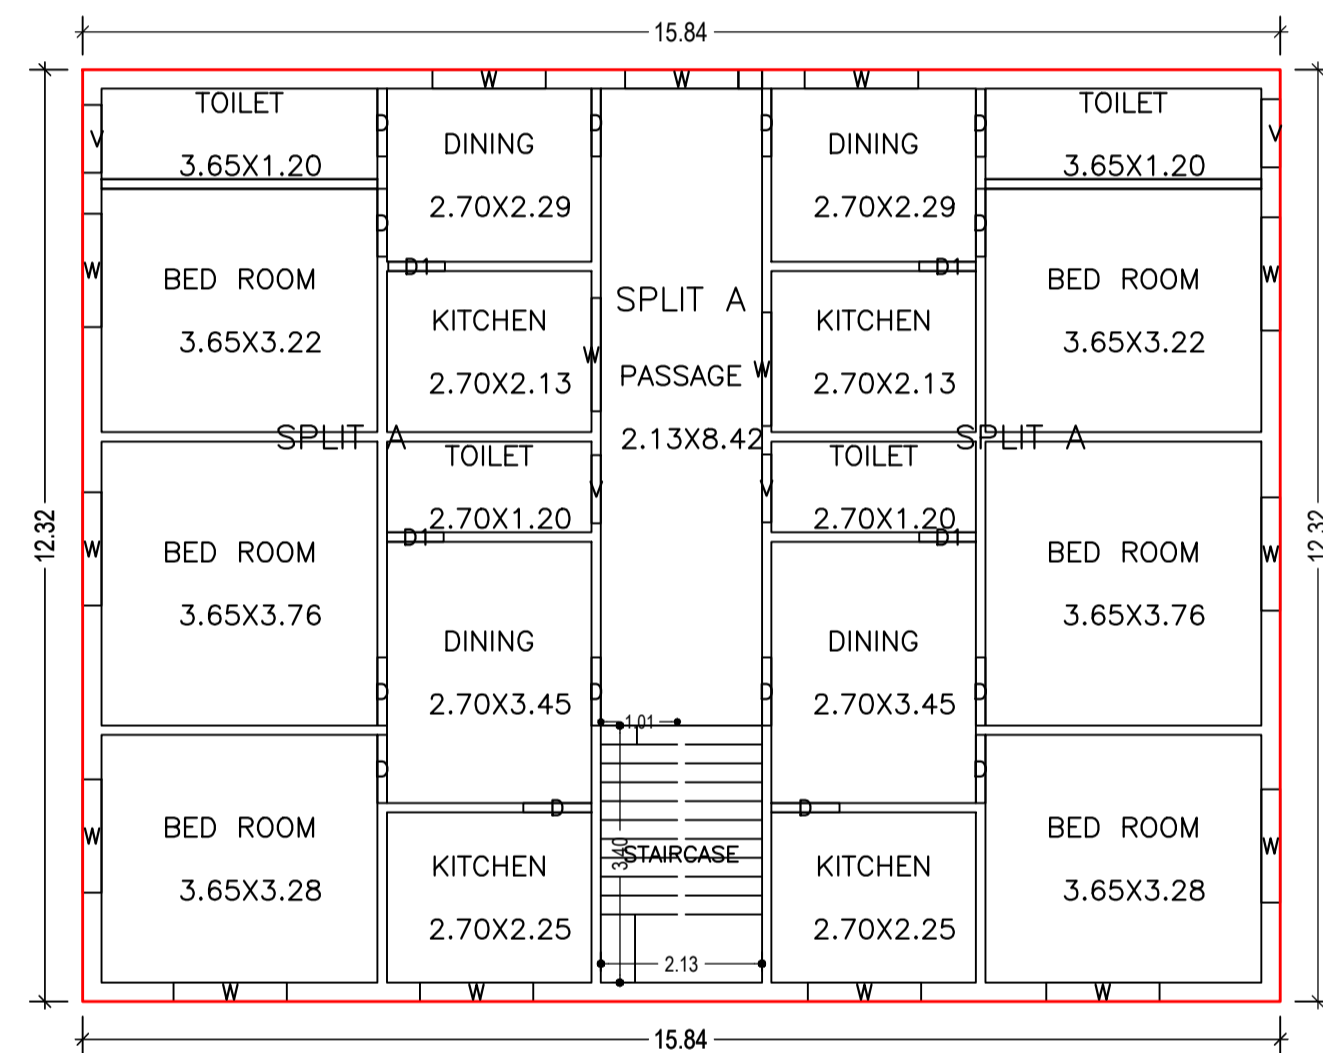 15.84
W W W
TOILET
3.65X1.20
V
D
DINING
2.70X2.29
D
D
DINING
2.70X2.29
D
TOILET
3.65X1.20
V
D
D
W
BED ROOM
3.65X3.22
D1
KITCHEN
2.70X2.13
W
SPLIT A
PASSAGE
2.13X8.42
W
D1
KITCHEN
2.70X2.13
BED ROOM
3.65X3.22
W
SPLIT A
SPLIT A
TOILET
2.70X1.20
V
V
TOILET
2.70X1.20
12.32
12.32
W
BED ROOM
3.65X3.76
D1
D1
BED ROOM
3.65X3.76
W
DINING
2.70X3.45
DINING
2.70X3.45
D
D
D
D
1.01
D
D
D
D
W
BED ROOM
3.65X3.28
KITCHEN
2.70X2.25
3.40
STAIRCASE
KITCHEN
2.70X2.25
BED ROOM
3.65X3.28
W
2.13
W W W W
15.84